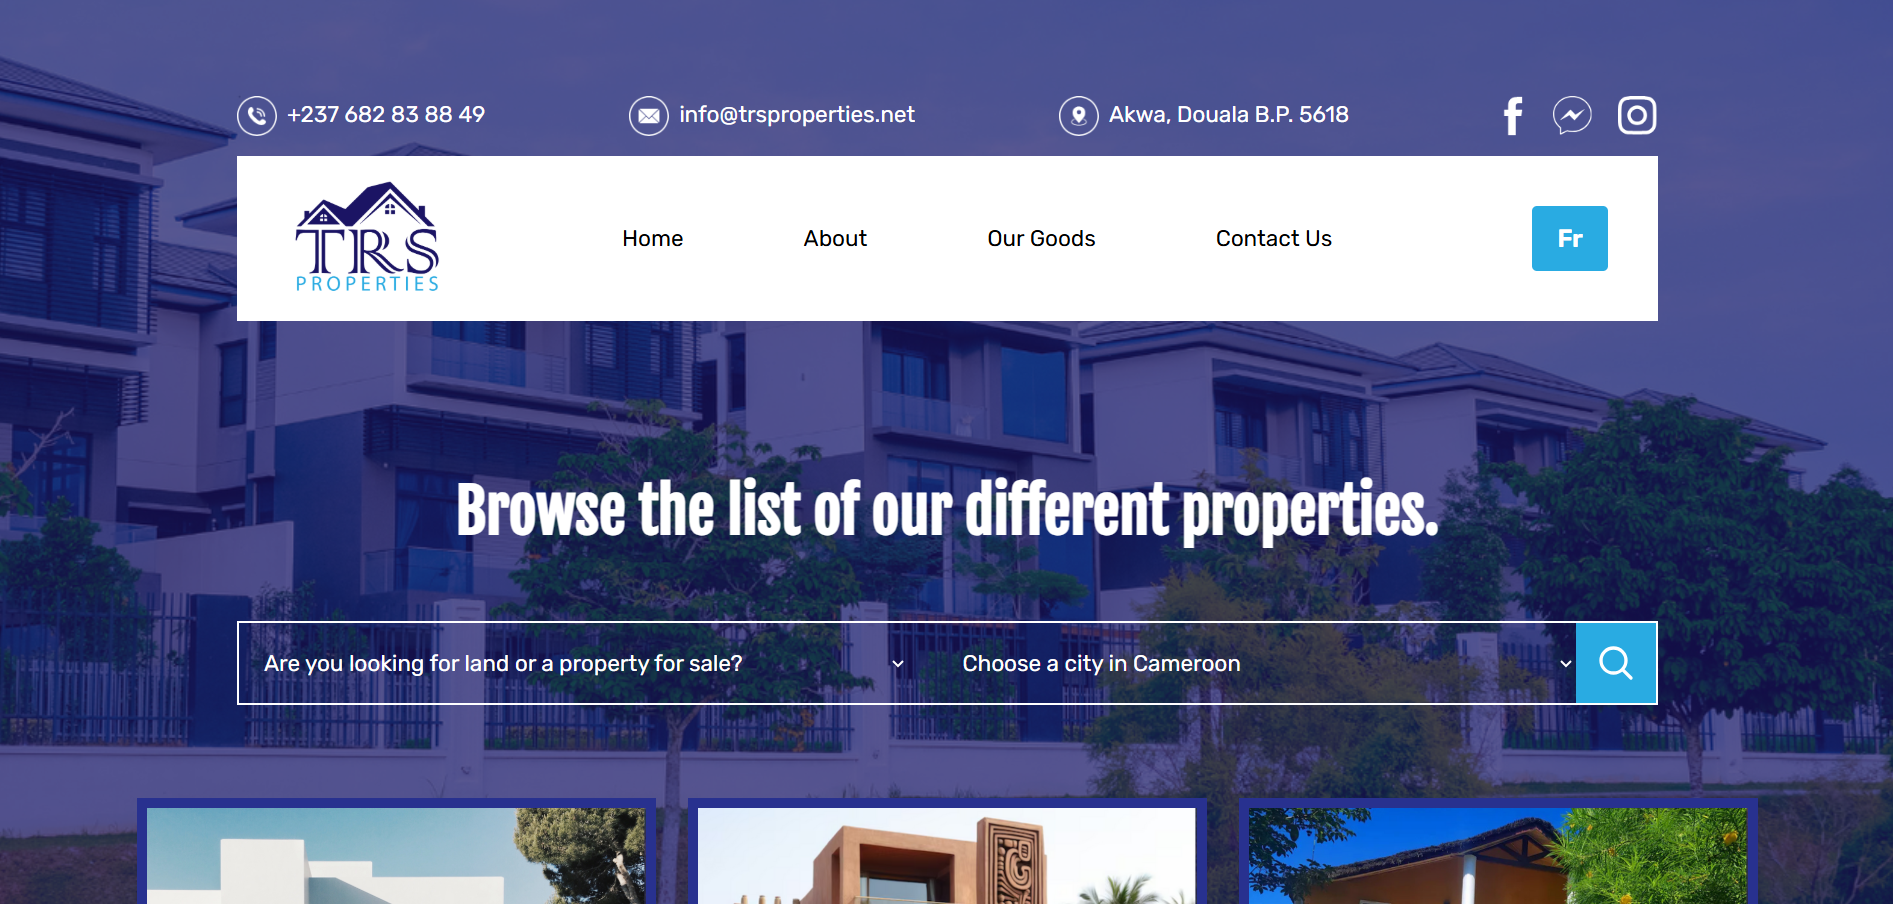 +237 682 83 88 49
info@trsproperties.net
Akwa, Douala B.P. 5618
TRS
PROPERTIES
Home
About
Our Goods
Contact Us
Fr
Browse the list of our different properties.
Are you looking for land or a property for sale?
Choose a city in Cameroon